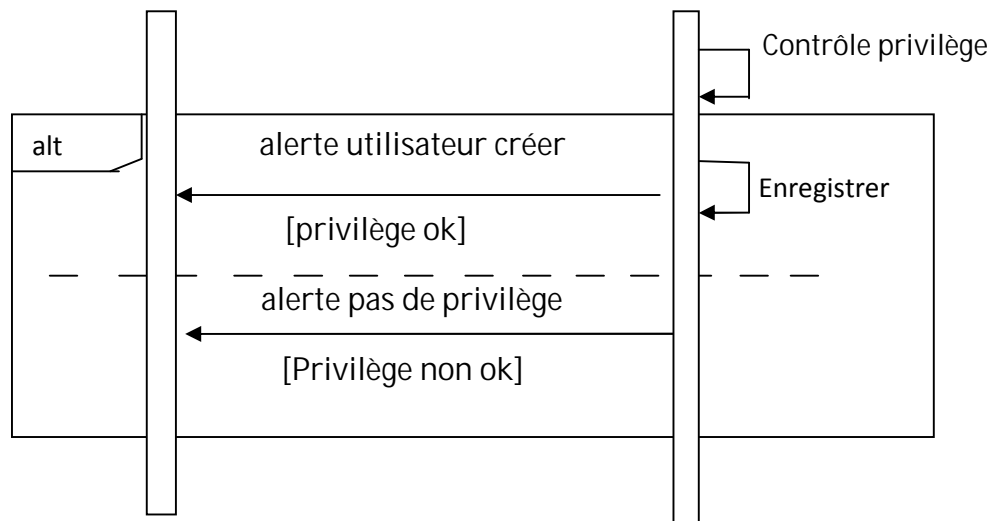 Contrôle privilège
alt
alerte utilisateur créer
Enregistrer
[privilège ok]
alerte pas de privilège
[Privilège non ok]